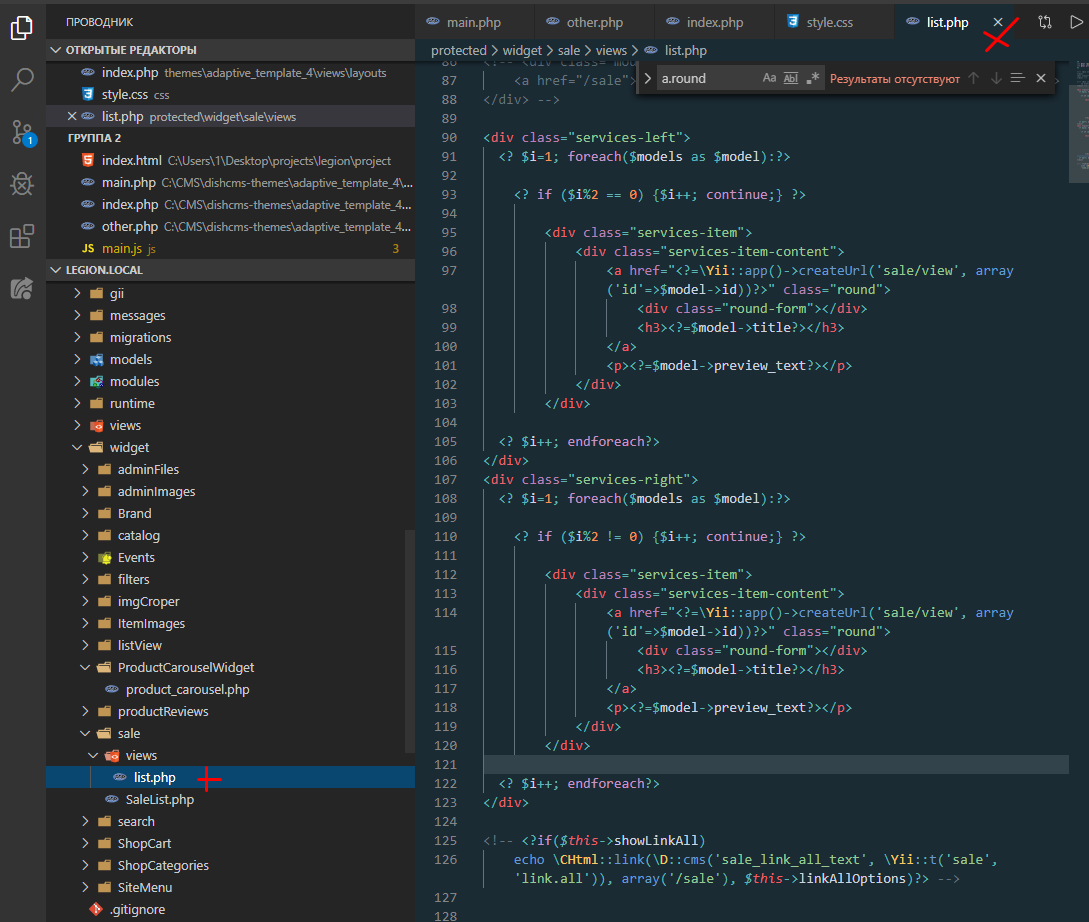 ПРОВОДНИК
ОТКРЫТЫЕ РЕДАКТОРЫ
index.php themes\adaptive_template_4\views\layouts
style.css css
list.php protected\widget\sale\views
1
ГРУППА 2
index.html C:\Users\1\Desktop\projects\legion\project
main.php C:\CMS\dishcms-themes\adaptive_template_4\...
index.php C:\CMS\dishcms-themes\adaptive_template_4...
other.php C:\CMS\dishcms-themes\adaptive_template_4...
JS main.js js 3
LEGION.LOCAL
gii
messages
migrations
models
modules
runtime
views
widget
adminFiles
adminImages
Brand
catalog
Events
filters
imgCroper
ItemImages
listView
ProductCarouselWidget
product_carousel.php
productReviews
sale
views
list.php
SaleList.php
search
ShopCart
ShopCategories
SiteMenu
.gitignore
main.php other.php index.php style.css list.php
protected > widget > sale > views > list.php
a.round Aa Abl .* Результаты отсутствуют
86 <!-- <div class="mod
87 <a href="/sale">
88 </div> -->
89
90 <div class="services-left">
91 <? $i=1; foreach($models as $model):?>
92
93 <? if ($i%2 == 0) {$i++; continue;} ?>
94
95 <div class="services-item">
96 <div class="services-item-content">
97 <a href="<?=\Yii::app()->createUrl('sale/view', array
('id'=>$model->id))?>" class="round">
98 <div class="round-form"></div>
99 <h3><?=$model->title?></h3>
100 </a>
101 <p><?=$model->preview_text?></p>
102 </div>
103 </div>
104
105 <? $i++; endforeach?>
106 </div>
107 <div class="services-right">
108 <? $i=1; foreach($models as $model):?>
109
110 <? if ($i%2 != 0) {$i++; continue;} ?>
111
112 <div class="services-item">
113 <div class="services-item-content">
114 <a href="<?=\Yii::app()->createUrl('sale/view', array
('id'=>$model->id))?>" class="round">
115 <div class="round-form"></div>
116 <h3><?=$model->title?></h3>
117 </a>
118 <p><?=$model->preview_text?></p>
119 </div>
120 </div>
121
122 <? $i++; endforeach?>
123 </div>
124
125 <!-- <?if($this->showLinkAll)
126 echo \CHtml::link(\D::cms('sale_link_all_text', \Yii::t('sale',
'link.all')), array('/sale'), $this->linkAllOptions)?> -->
127
128